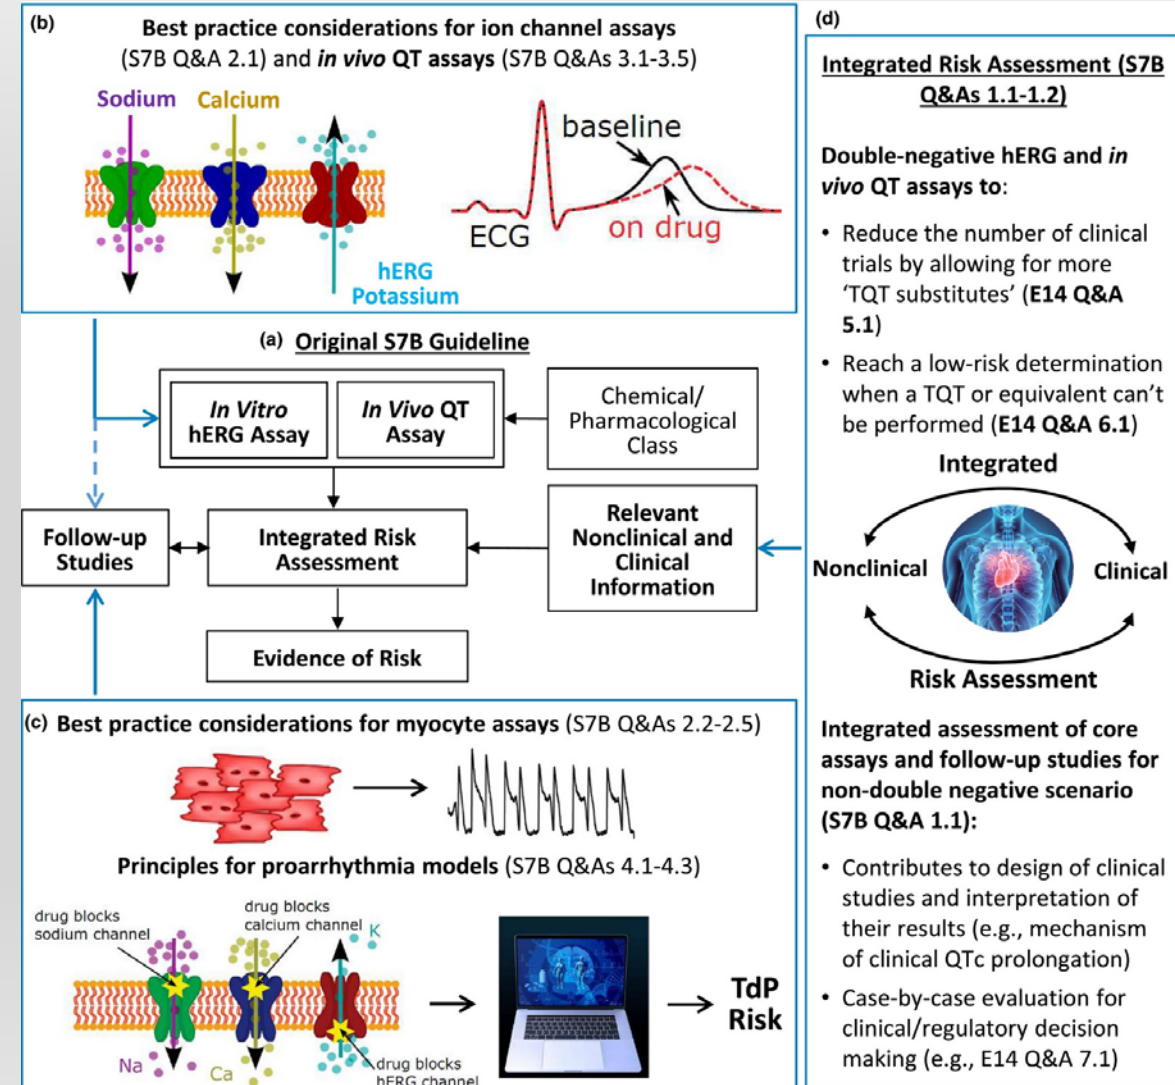 (b)
Best practice considerations for ion channel assays
(S7B Q&A 2.1) and in vivo QT assays (S7B Q&As 3.1-3.5)
Sodium
Calcium
hERG
Potassium
baseline
ECG
on drug
(a) Original S7B Guideline
In Vitro
hERG Assay
In Vivo QT
Assay
Chemical/
Pharmacological
Class
Follow-up
Studies
Integrated Risk
Assessment
Relevant
Nonclinical and
Clinical
Information
Evidence of Risk
(c) Best practice considerations for myocyte assays (S7B Q&As 2.2-2.5)
Principles for proarrhythmia models (S7B Q&As 4.1-4.3)
drug blocks
sodium channel
drug blocks
calcium channel
K
Na
Ca
drug blocks
hERG channel
TdP
Risk
(d)
Integrated Risk Assessment (S7B
Q&As 1.1-1.2)
Double-negative hERG and in
vivo QT assays to:
• Reduce the number of clinical
trials by allowing for more
‘TQT substitutes’ (E14 Q&A
5.1)
• Reach a low-risk determination
when a TQT or equivalent can’t
be performed (E14 Q&A 6.1)
Integrated
Nonclinical
Clinical
Risk Assessment
Integrated assessment of core
assays and follow-up studies for
non-double negative scenario
(S7B Q&A 1.1):
• Contributes to design of clinical
studies and interpretation of
their results (e.g., mechanism
of clinical QTc prolongation)
• Case-by-case evaluation for
clinical/regulatory decision
making (e.g., E14 Q&A 7.1)